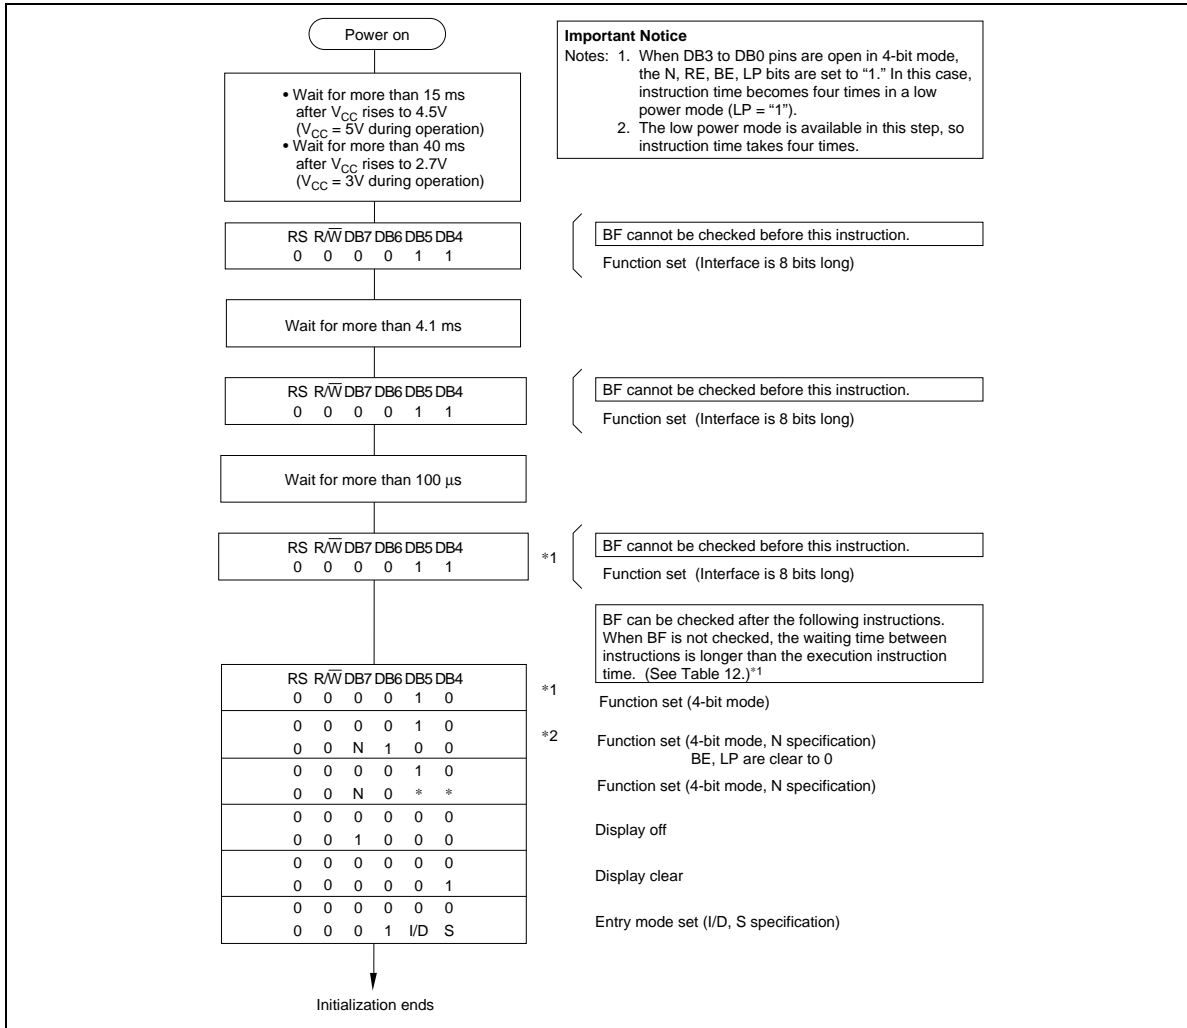 Power on
• Wait for more than 15 ms
after VCC rises to 4.5V
(VCC = 5V during operation)
• Wait for more than 40 ms
after VCC rises to 2.7V
(VCC = 3V during operation)
Important Notice
Notes: 1. When DB3 to DB0 pins are open in 4-bit mode,
the N, RE, BE, LP bits are set to “1.” In this case,
instruction time becomes four times in a low
power mode (LP = “1”).
2. The low power mode is available in this step, so
instruction time takes four times.
RS R/W̅ DB7 DB6 DB5 DB4
0 0 0 0 1 1
BF cannot be checked before this instruction.
Function set (Interface is 8 bits long)
Wait for more than 4.1 ms
RS R/W̅ DB7 DB6 DB5 DB4
0 0 0 0 1 1
BF cannot be checked before this instruction.
Function set (Interface is 8 bits long)
Wait for more than 100 µs
RS R/W̅ DB7 DB6 DB5 DB4
0 0 0 0 1 1
*1
BF cannot be checked before this instruction.
Function set (Interface is 8 bits long)
BF can be checked after the following instructions.
When BF is not checked, the waiting time between
instructions is longer than the execution instruction
time. (See Table 12.)*1
RS R/W̅ DB7 DB6 DB5 DB4
0 0 0 0 1 0
*1
Function set (4-bit mode)
0 0 0 0 1 0
0 0 N 1 0 0
*2
Function set (4-bit mode, N specification)
BE, LP are clear to 0
0 0 0 0 1 0
0 0 N 0 * *
Function set (4-bit mode, N specification)
0 0 0 0 0 0
0 0 1 0 0 0
Display off
0 0 0 0 0 0
0 0 0 0 0 1
Display clear
0 0 0 0 0 0
0 0 0 1 I/D S
Entry mode set (I/D, S specification)
Initialization ends